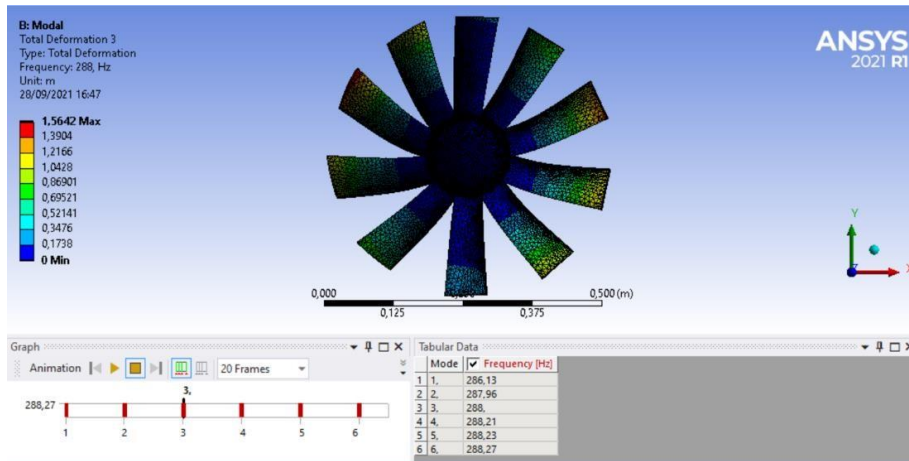 B: Modal
Total Deformation 3
Type: Total Deformation
Frequency: 288, Hz
Unit: m
28/09/2021 16:47
1,5642 Max
1,3904
1,2166
1,0428
0,86901
0,69521
0,52141
0,3476
0,1738
0 Min
ANSYS
2021 R1
Y
X
Z
0,000
0,500 (m)
0,125
0,375
Graph
Animation
20 Frames
3,
288,27
1
2
3
4
5
6
Tabular Data
Mode
Frequency [Hz]
1 1, 286,13
2 2, 287,96
3 3, 288,
4 4, 288,21
5 5, 288,23
6 6, 288,27